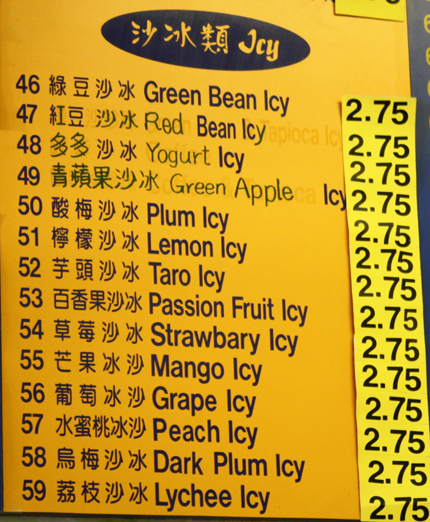 沙冰類 Icy
46 綠豆沙冰 Green Bean Icy 2.75
47 紅豆沙冰 Red Bean Icy 2.75
48 多多沙冰 Yogurt Icy 2.75
49 青蘋果沙冰 Green Apple Icy 2.75
50 酸梅沙冰 Plum Icy 2.75
51 檸檬沙冰 Lemon Icy 2.75
52 芋頭沙冰 Taro Icy 2.75
53 百香果沙冰 Passion Fruit Icy 2.75
54 草莓沙冰 Strawbary Icy 2.75
55 芒果冰沙 Mango Icy 2.75
56 葡萄冰沙 Grape Icy 2.75
57 水蜜桃冰沙 Peach Icy 2.75
58 烏梅沙冰 Dark Plum Icy 2.75
59 荔枝沙冰 Lychee Icy 2.75